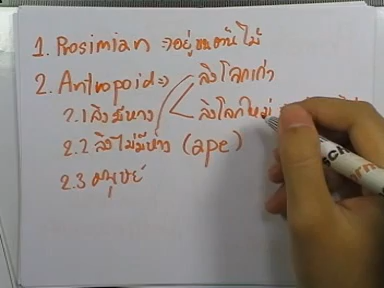 1. Prosimian ⇒ อยู่บนต้นไม้
2. Antropoid ⇒ ลิงโลกเก่า
2.1 ลิงมีหาง ลิงโลกใหม่
2.2 ลิงไม่มีหาง (ape)
2.3 มนุษย์